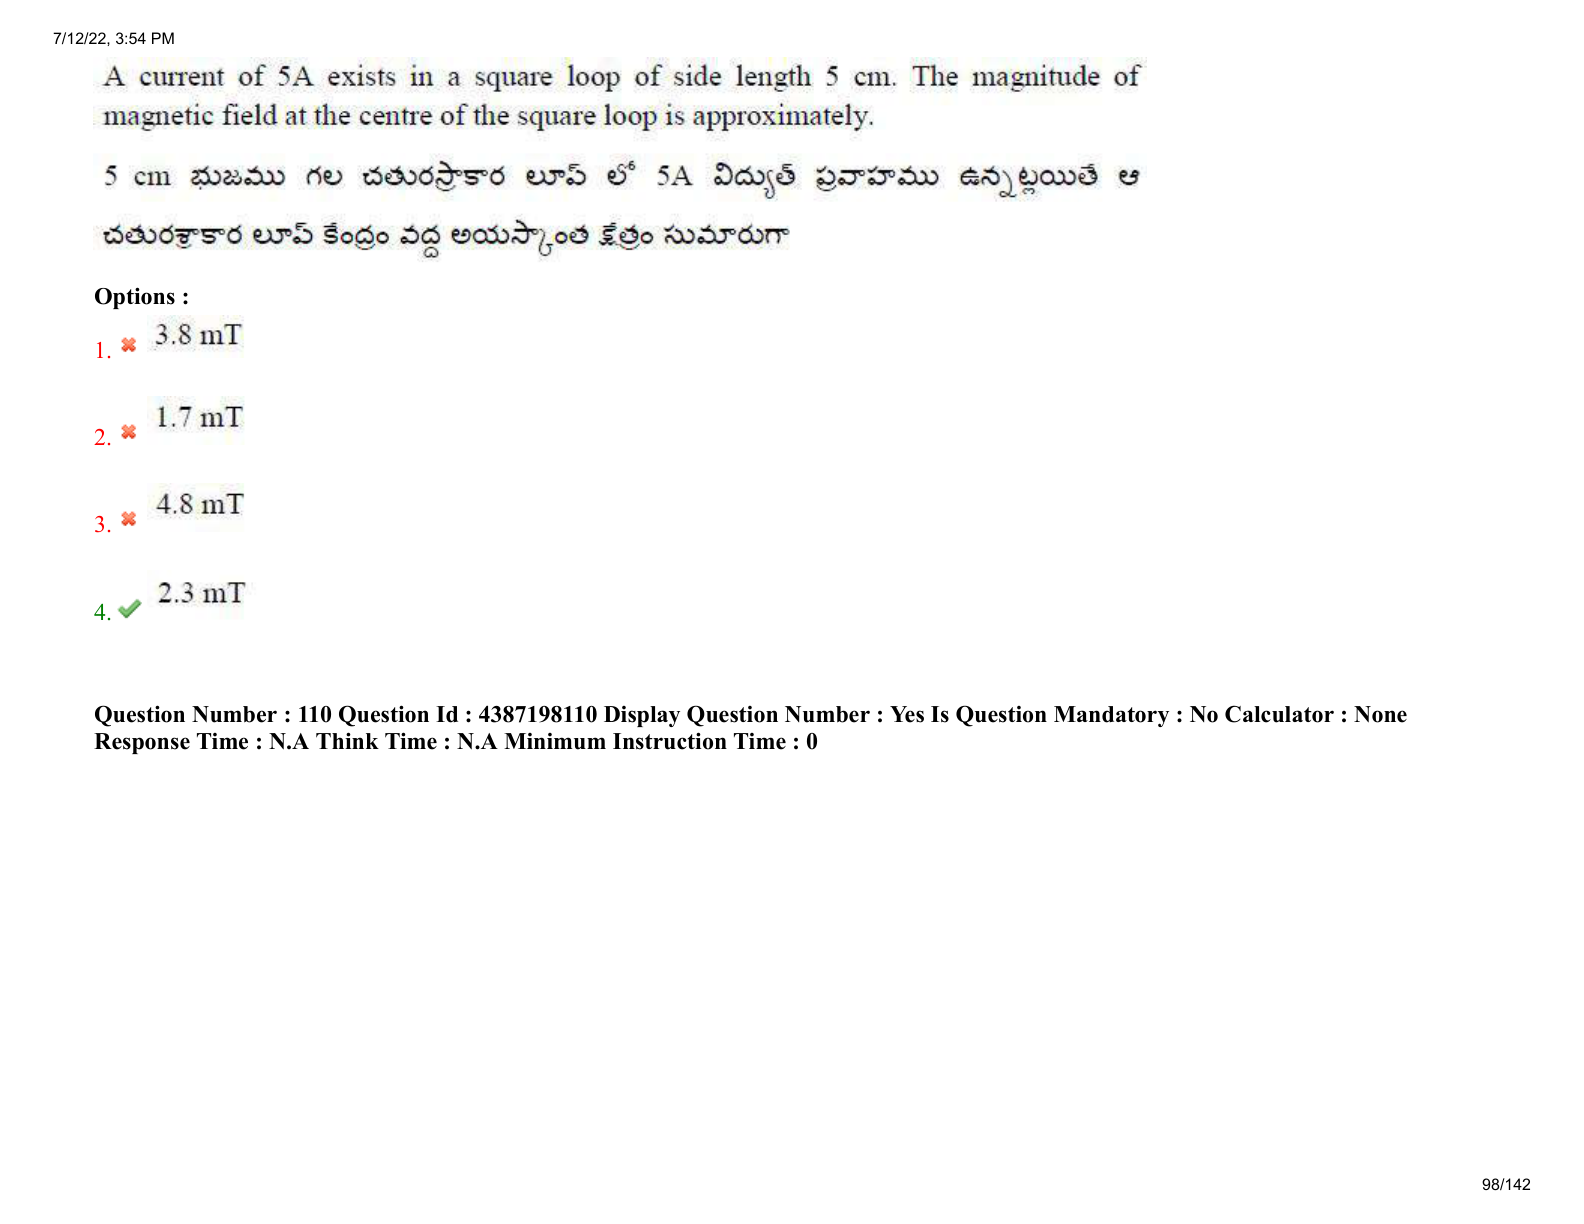 7/12/22, 3:54 PM
A current of 5A exists in a square loop of side length 5 cm. The magnitude of
magnetic field at the centre of the square loop is approximately.
5 cm భుజము గల చతురస్రాకార లూప్ లో 5A విద్యుత్ ప్రవాహము ఉన్నట్లయితే ఆ
చతురశ్రాకార లూప్ కేంద్రం వద్ద అయస్కాంత క్షేత్రం సుమారుగా
Options :
1. 3.8 mT
2. 1.7 mT
3. 4.8 mT
4. 2.3 mT
Question Number : 110 Question Id : 4387198110 Display Question Number : Yes Is Question Mandatory : No Calculator : None
Response Time : N.A Think Time : N.A Minimum Instruction Time : 0
98/142